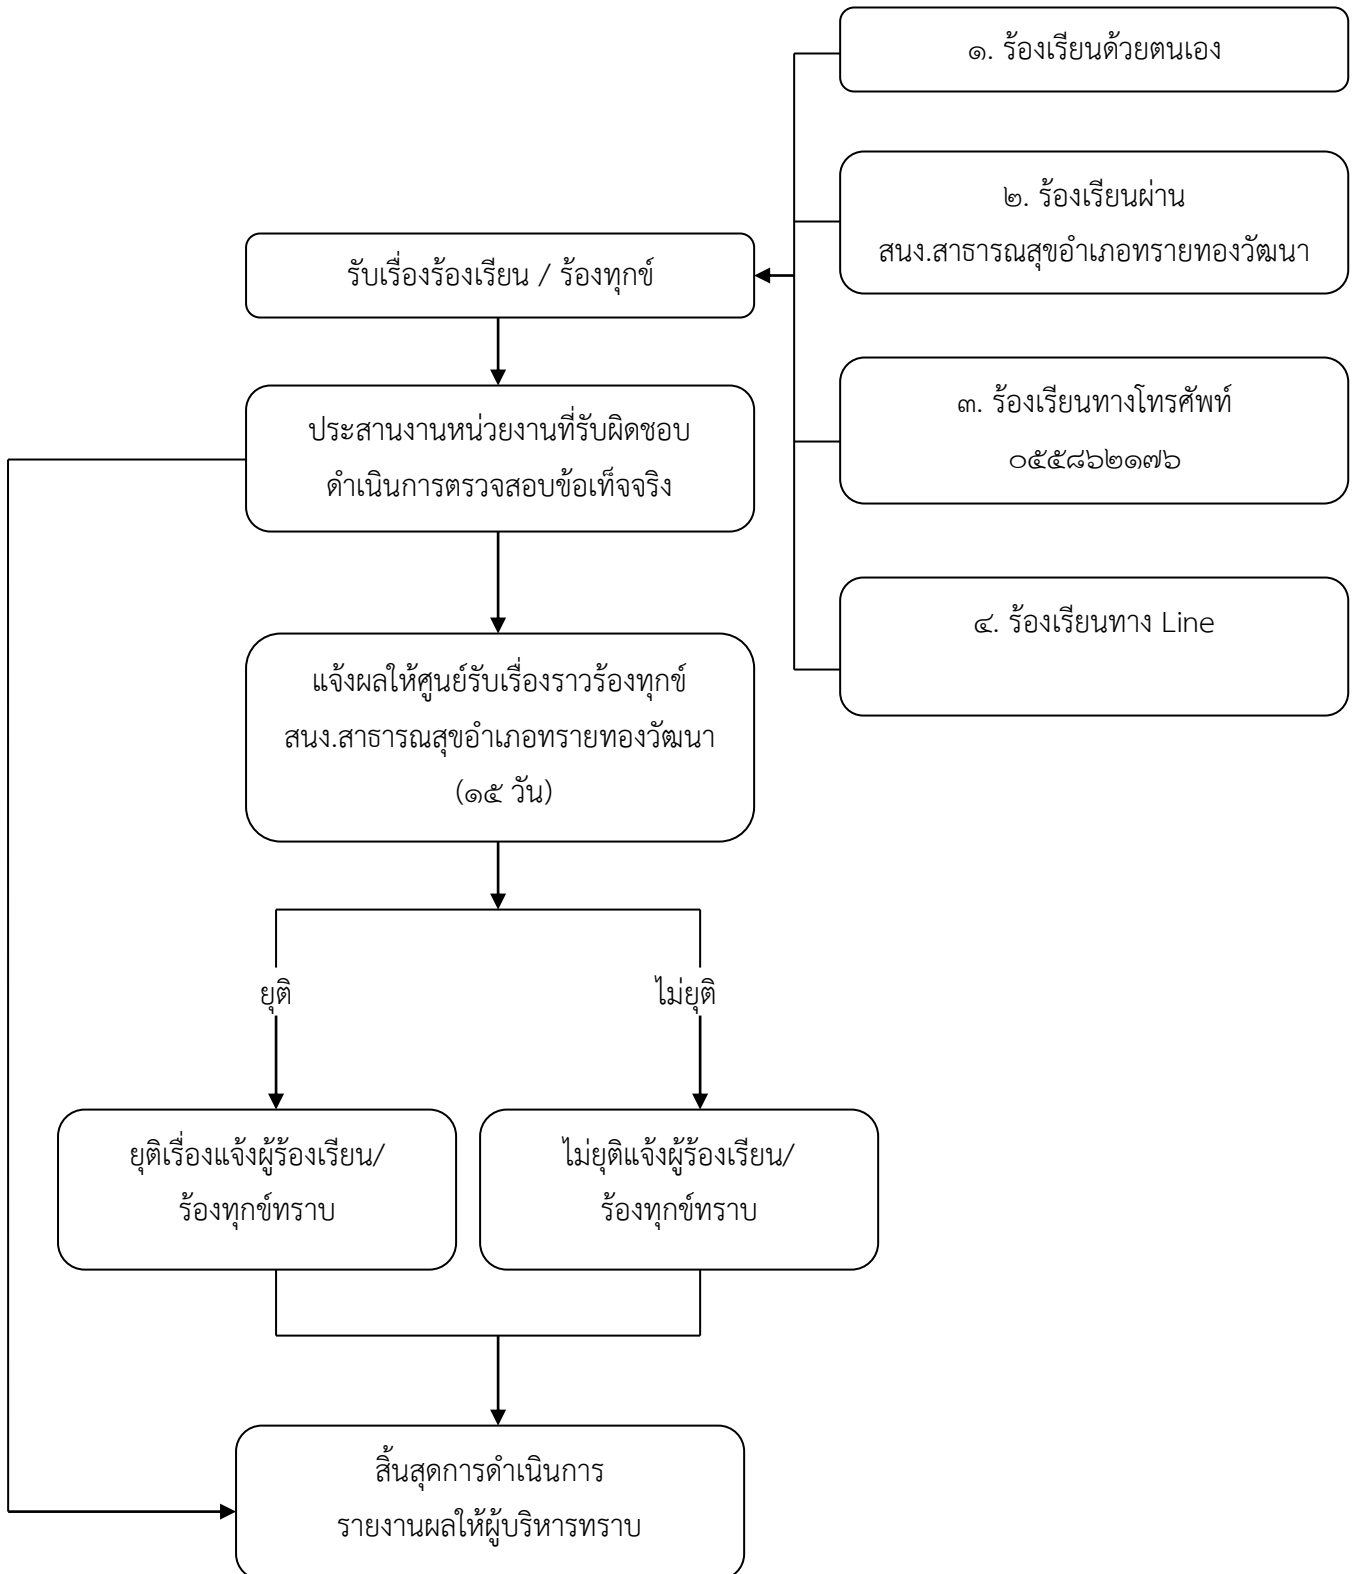 ๑. ร้องเรียนด้วยตนเอง
๒. ร้องเรียนผ่าน
สนง.สาธารณสุขอำเภอทรายทองวัฒนา
รับเรื่องร้องเรียน / ร้องทุกข์
๓. ร้องเรียนทางโทรศัพท์
๐๕๕๘๖๒๑๗๖
ประสานงานหน่วยงานที่รับผิดชอบ
ดำเนินการตรวจสอบข้อเท็จจริง
๔. ร้องเรียนทาง Line
แจ้งผลให้ศูนย์รับเรื่องราวร้องทุกข์
สนง.สาธารณสุขอำเภอทรายทองวัฒนา
(๑๕ วัน)
ยุติ
ไม่ยุติ
ยุติเรื่องแจ้งผู้ร้องเรียน/
ร้องทุกข์ทราบ
ไม่ยุติแจ้งผู้ร้องเรียน/
ร้องทุกข์ทราบ
สิ้นสุดการดำเนินการ
รายงานผลให้ผู้บริหารทราบ